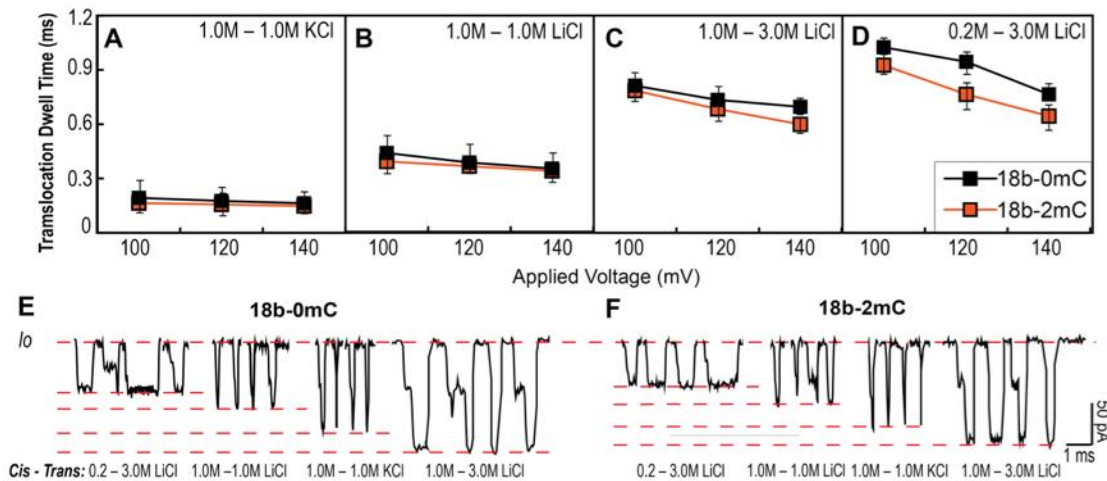 Tramslocation Dwell Time (ms)
1.2
0.9
0.6
0.3
0
A
1.0M – 1.0M KCl
B
1.0M – 1.0M LiCl
C
1.0M – 3.0M LiCl
D
0.2M – 3.0M LiCl
18b-0mC
18b-2mC
100 120 140 100 120 140 100 120 140 100 120 140
Applied Voltage (mV)
E
18b-0mC
F
18b-2mC
Io
50 pA
1 ms
Cis - Trans: 0.2 – 3.0M LiCl 1.0M – 1.0M LiCl 1.0M – 1.0M KCl 1.0M – 3.0M LiCl
0.2 – 3.0M LiCl 1.0M – 1.0M LiCl 1.0M – 1.0M KCl 1.0M – 3.0M LiCl